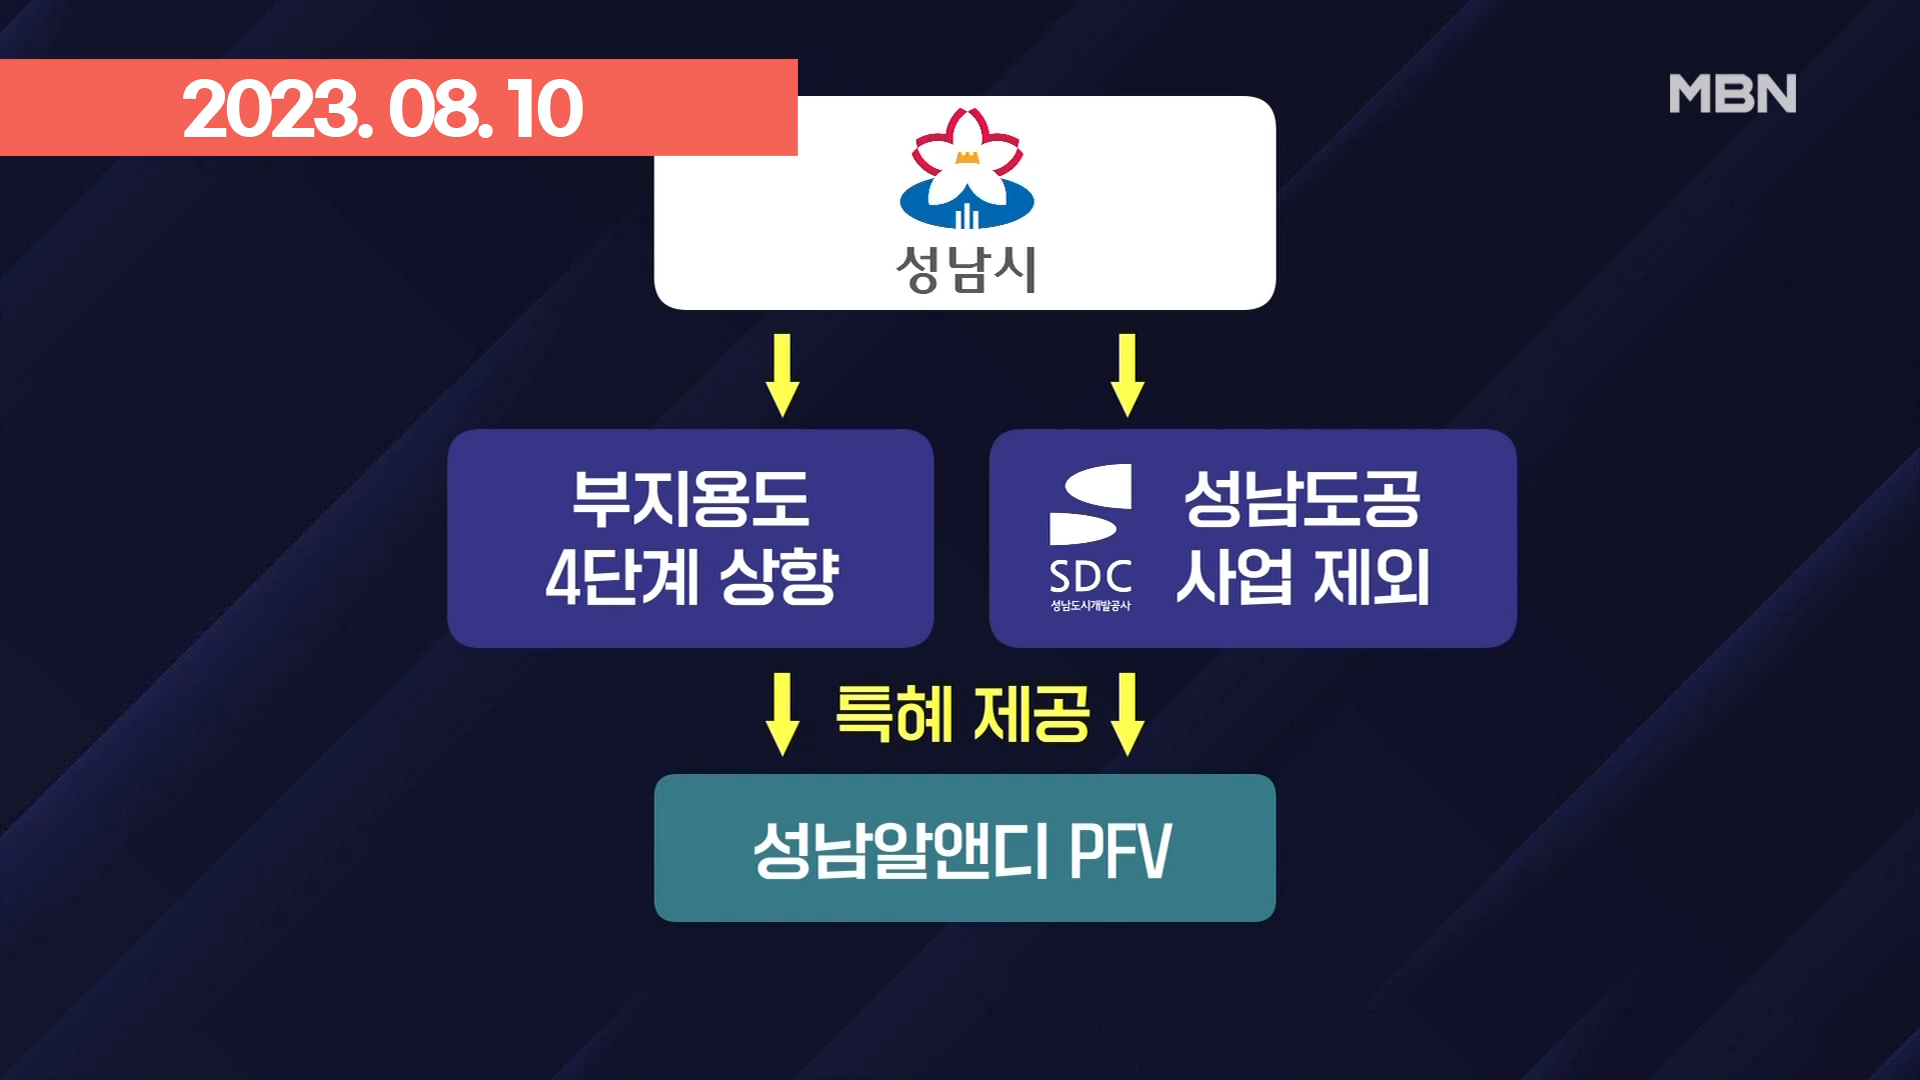 2023. 08. 10
MBN
성남시
부지용도
4단계 상향
SDC
성남도시개발공사
성남도공
사업 제외
특혜 제공
성남알앤디 PFV